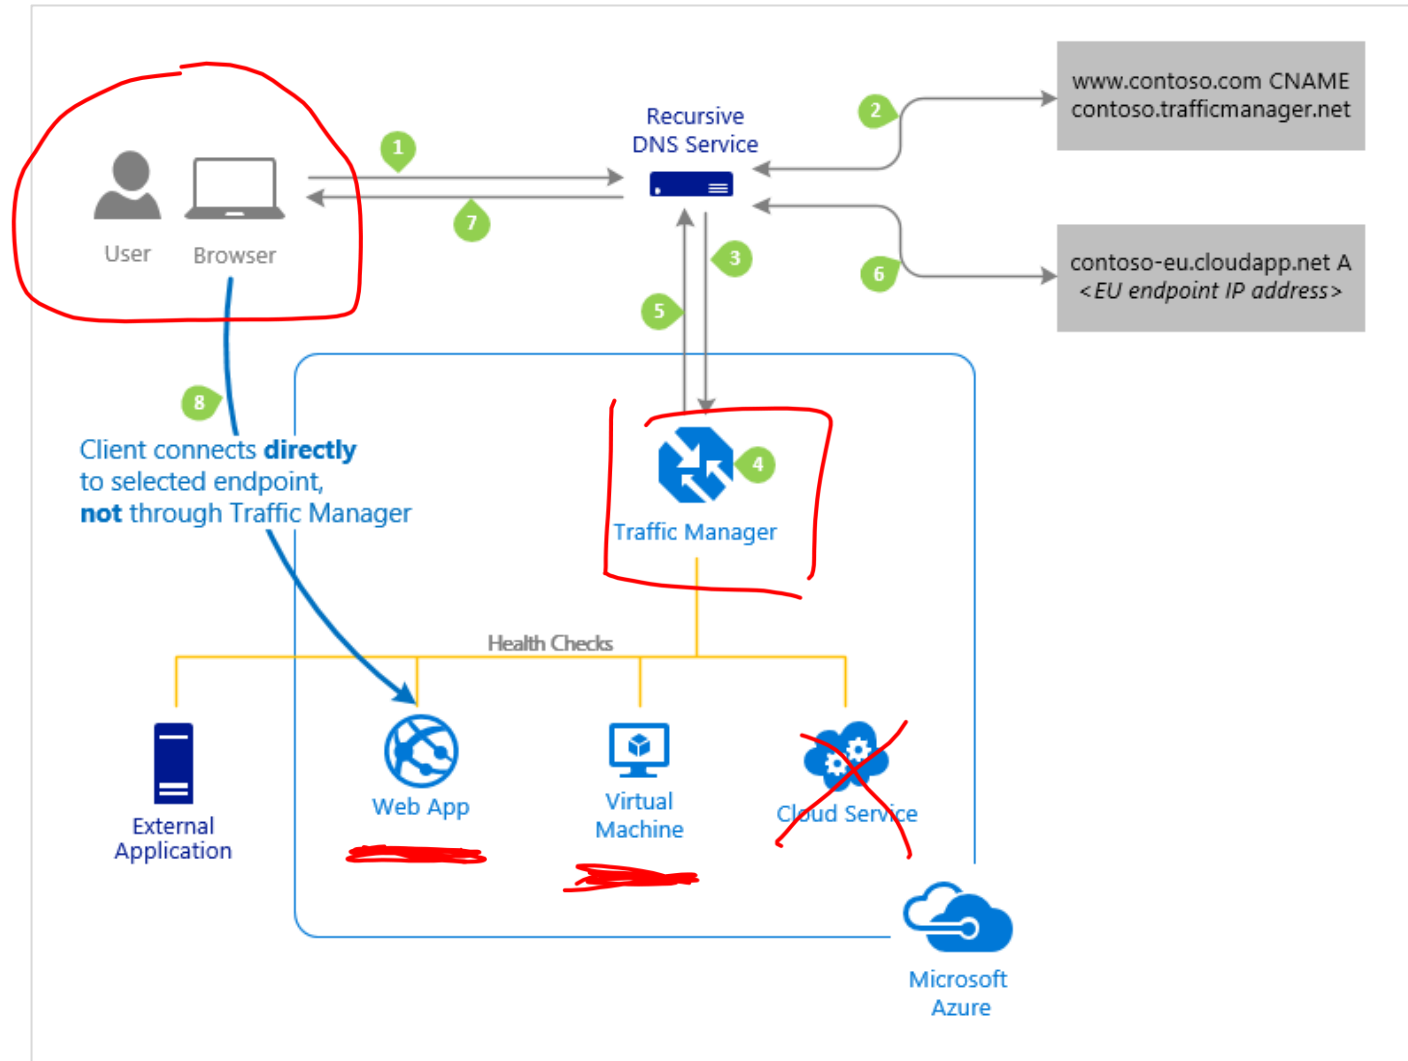 www.contoso.com CNAME
contoso.trafficmanager.net
Recursive
DNS Service
2
1
7
User
Browser
3
6
contoso-eu.cloudapp.net A
<EU endpoint IP address>
5
8
Client connects directly
to selected endpoint,
not through Traffic Manager
4
Traffic Manager
Health Checks
External
Application
Web App
Virtual
Machine
Cloud Service
Microsoft
Azure